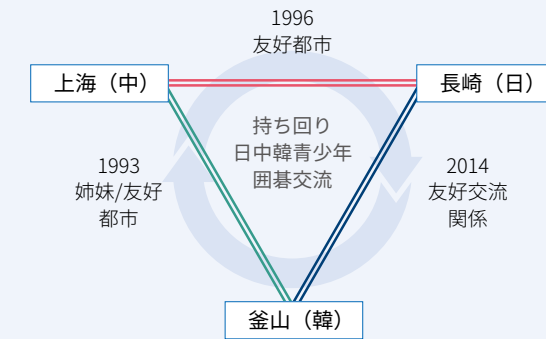 1996
友好都市
上海（中）
長崎（日）
持ち回り
日中韓青少年
囲碁交流
1993
姉妹/友好
都市
2014
友好交流
関係
釜山（韓）